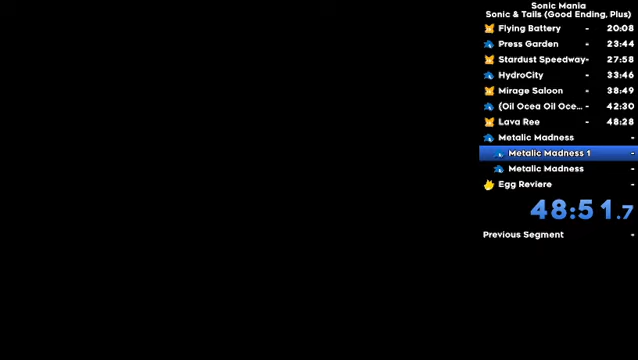 Sonic Mania
Sonic & Tails (Good Ending, Plus)
Flying Battery - 20:08
Press Garden - 23:44
Stardust Speedway- 27:58
HydroCity - 33:46
Mirage Saloon - 38:49
(Oil Ocea Oil Oce... - 42:30
Lava Ree - 48:28
Metalic Madness -
Metalic Madness 1 -
Metalic Madness -
Egg Reviere -
48:51.7
Previous Segment -